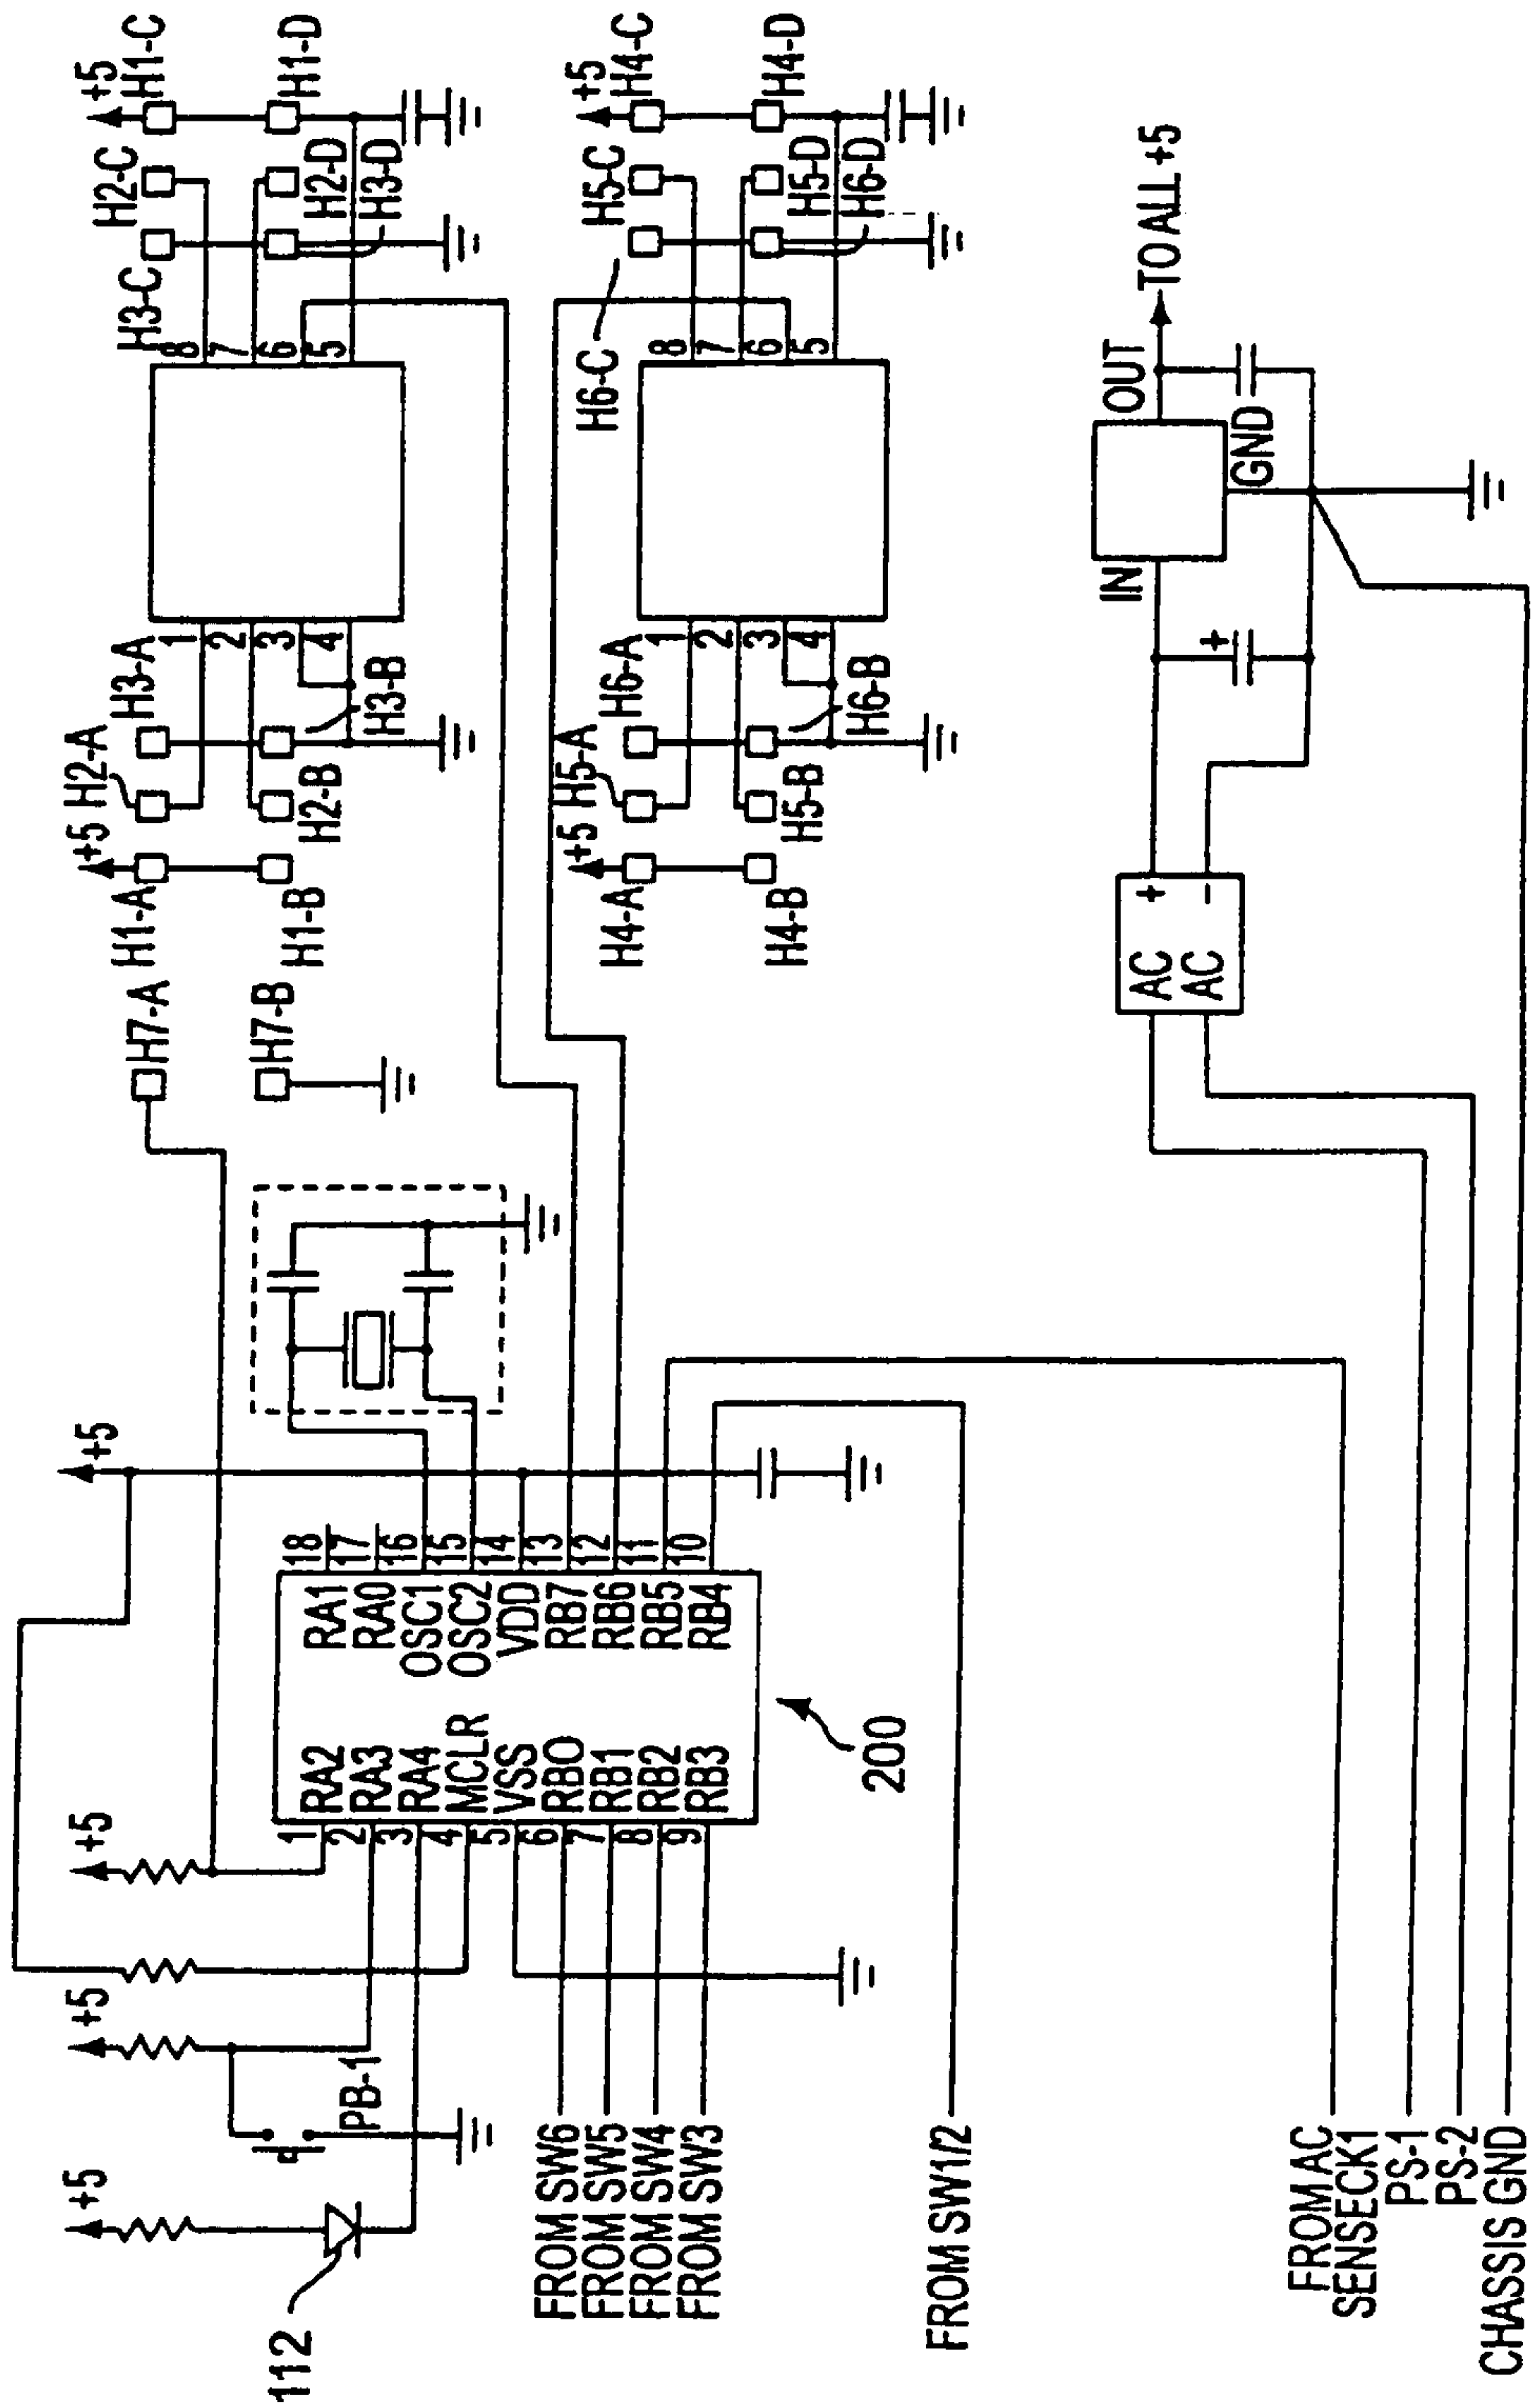 +5
+5
+5
+5
112
PB-1
1 RA2
2 RA3
3 RA4
4 MCLR
5 VSS
6 RBO
7 RB1
8 RB2
9 RB3
18 RA1
17 RA0
16 OSC1
15 OSC2
14 VDD
13 RB7
12 RB6
11 RB5
10 RB4
200
FROM SW6
FROM SW5
FROM SW4
FROM SW3
FROM SW1/2
H7-A
H7-B
+5
H1-A
H2-A
H3-A
H1-B
H2-B
H3-B
1
2
3
4
8
7
6
5
H3-C
H2-C
+5
H1-C
H1-D
H2-D
H3-D
+5
H4-A
H5-A
H6-A
H4-B
H5-B
H6-B
1
2
3
4
8
7
6
5
H6-C
H5-C
+5
H4-C
H4-D
H5-D
H6-D
FROM AC
SENSECK1
PS-1
PS-2
CHASSIS GND
AC +
AC -
+
IN
OUT
GND
TO ALL +5